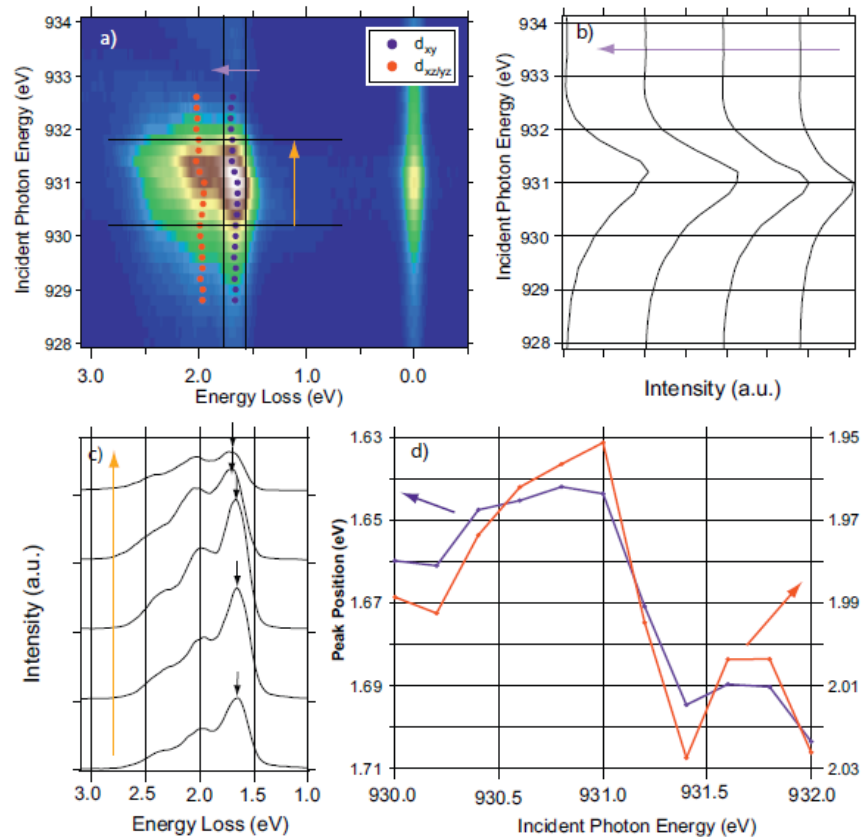 a)
d_xy
d_xz/yz
934
933
932
931
930
929
928
Incident Photon Energy (eV)
3.0 2.0 1.0 0.0
Energy Loss (eV)
b)
934
933
932
931
930
929
928
Incident Photon Energy (eV)
Intensity (a.u.)
c)
Intensity (a.u.)
3.0 2.5 2.0 1.5 1.0
Energy Loss (eV)
d)
1.63
1.65
1.67
1.69
1.71
Peak Position (eV)
1.95
1.97
1.99
2.01
2.03
930.0 930.5 931.0 931.5 932.0
Incident Photon Energy (eV)